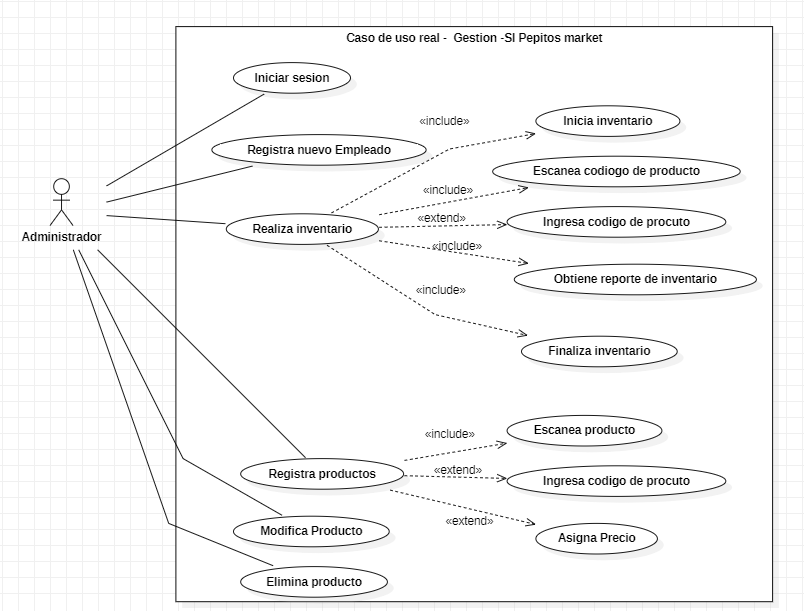 Caso de uso real -  Gestion -SI Pepitos market
Iniciar sesion
«include»
Inicia inventario
Registra nuevo Empleado
Escanea codiogo de producto
«include»
«extend»
Ingresa codigo de procuto
Realiza inventario
Administrador
«include»
Obtiene reporte de inventario
«include»
Finaliza inventario
«include»
Escanea producto
Registra productos
«extend»
Ingresa codigo de procuto
«extend»
Modifica Producto
Asigna Precio
Elimina producto